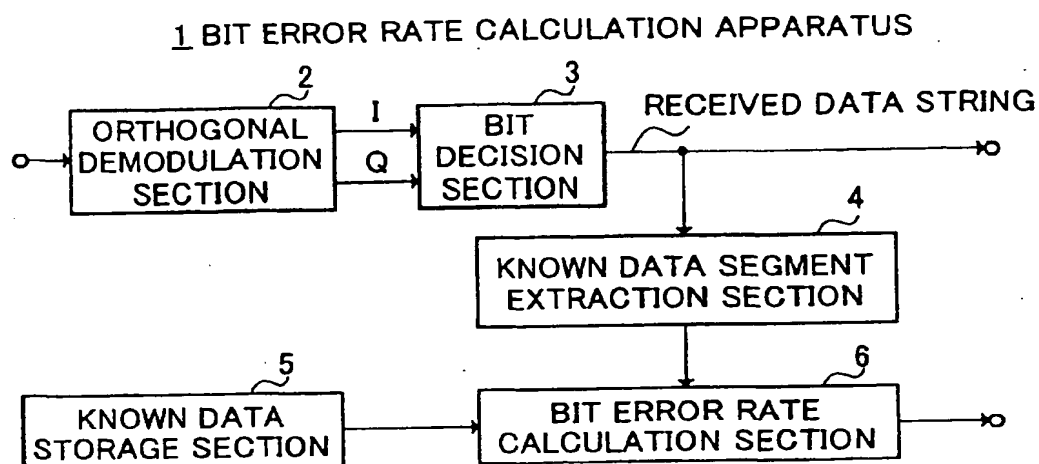 1 BIT ERROR RATE CALCULATION APPARATUS
2
ORTHOGONAL
DEMODULATION
SECTION
I
Q
3
BIT
DECISION
SECTION
RECEIVED DATA STRING
4
KNOWN DATA SEGMENT
EXTRACTION SECTION
5
KNOWN DATA
STORAGE SECTION
6
BIT ERROR RATE
CALCULATION SECTION